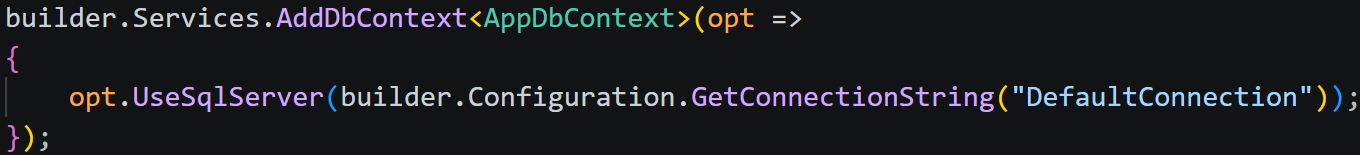 builder.Services.AddDbContext<AppDbContext>(opt =>
{
    opt.UseSqlServer(builder.Configuration.GetConnectionString("DefaultConnection"));
});